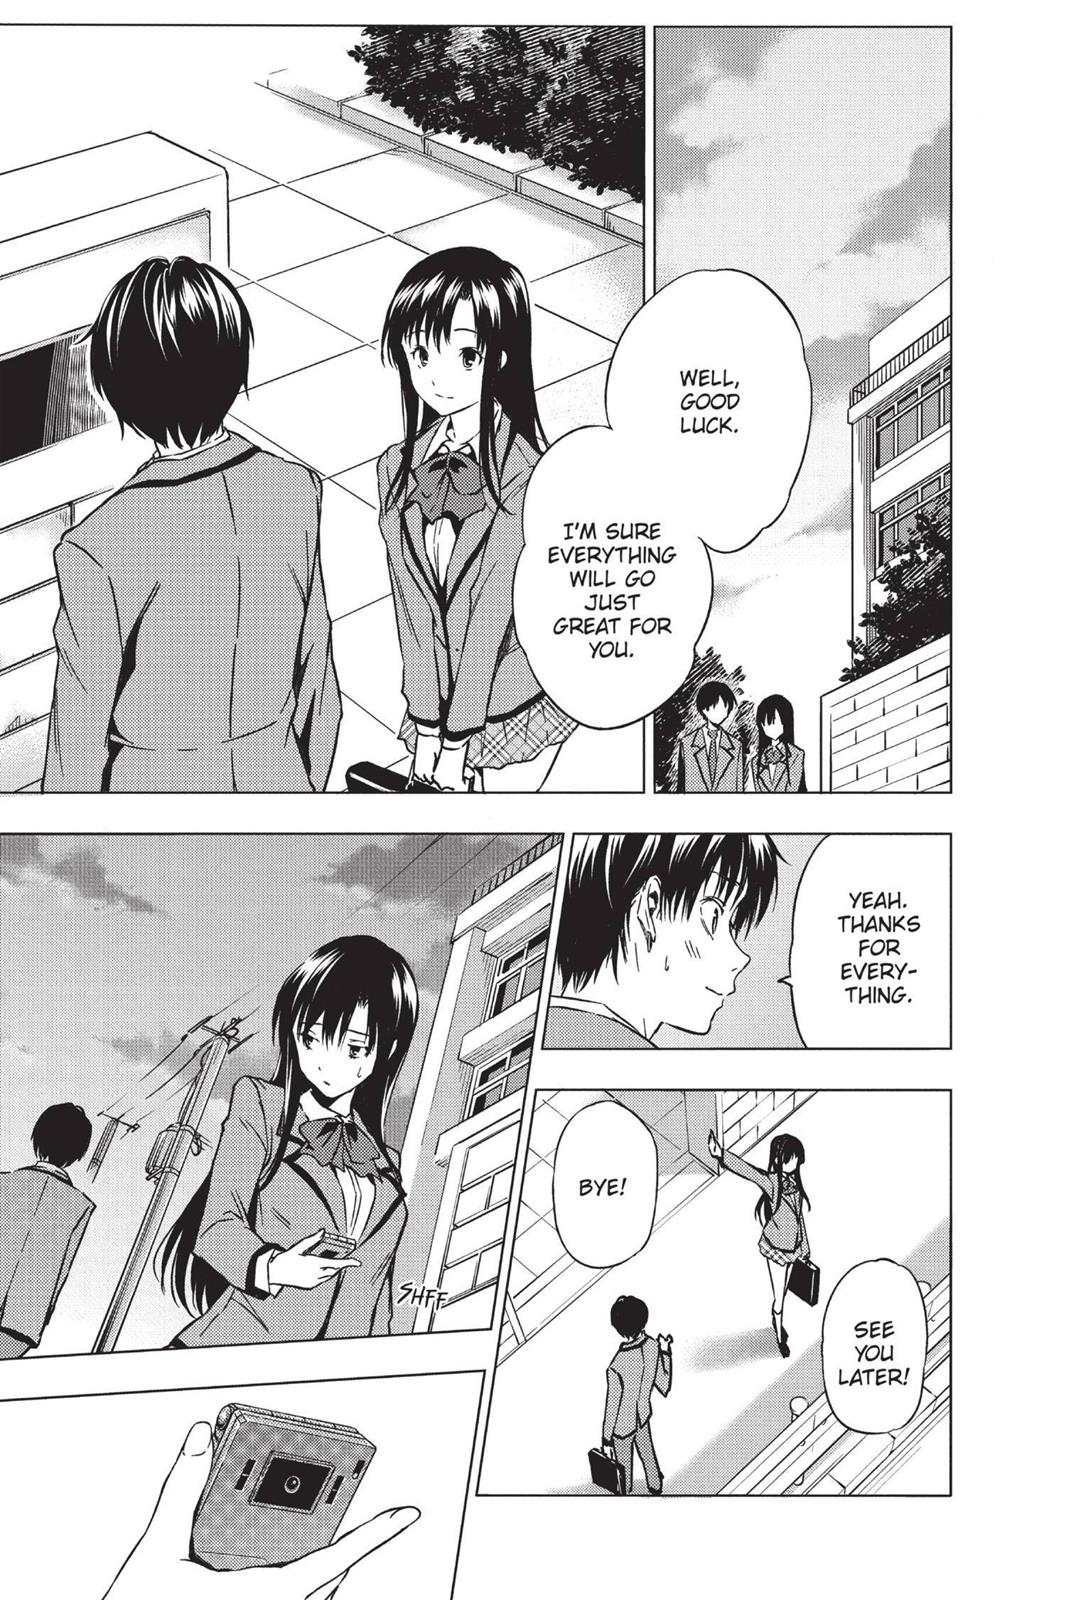 WELL,
GOOD
LUCK.
I'M SURE
EVERYTHING
WILL GO
JUST
GREAT FOR
YOU.
YEAH.
THANKS
FOR
EVERY-
THING.
BYE!
SEE
YOU
LATER!
SHFF